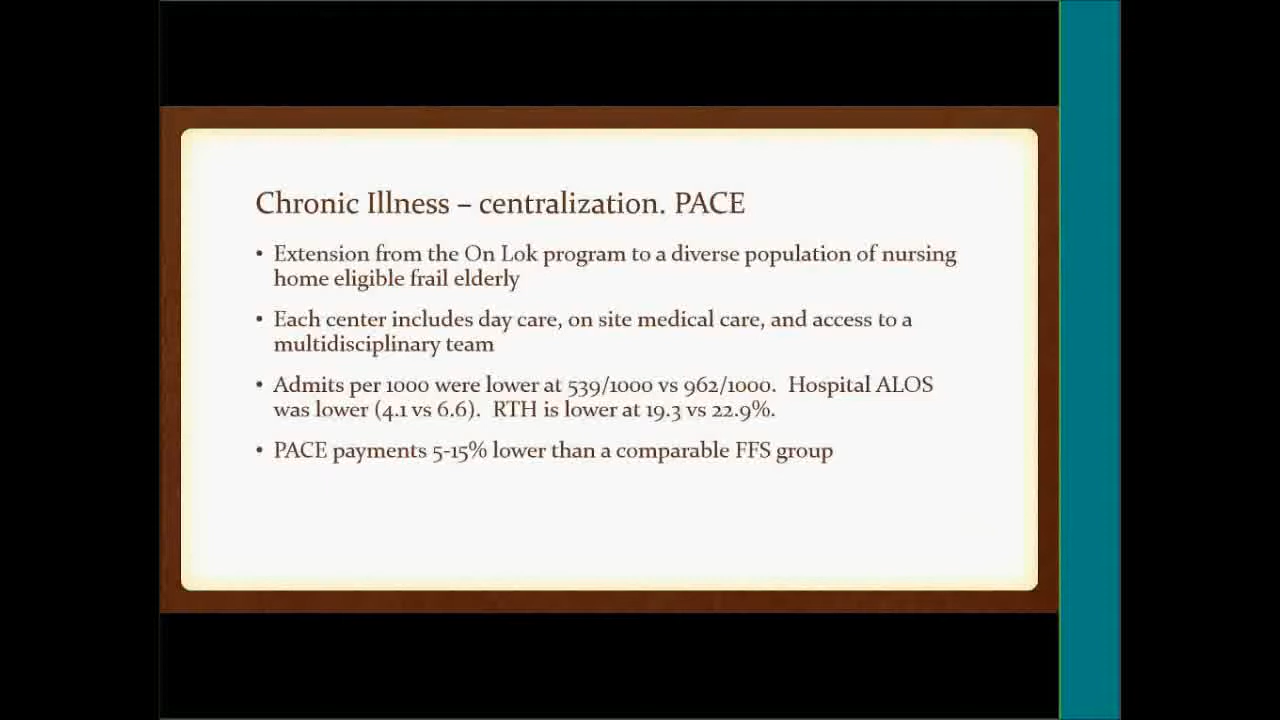 Chronic Illness – centralization. PACE
• Extension from the On Lok program to a diverse population of nursing
home eligible frail elderly
• Each center includes day care, on site medical care, and access to a
multidisciplinary team
• Admits per 1000 were lower at 539/1000 vs 962/1000.  Hospital ALOS
was lower (4.1 vs 6.6).  RTH is lower at 19.3 vs 22.9%.
• PACE payments 5-15% lower than a comparable FFS group